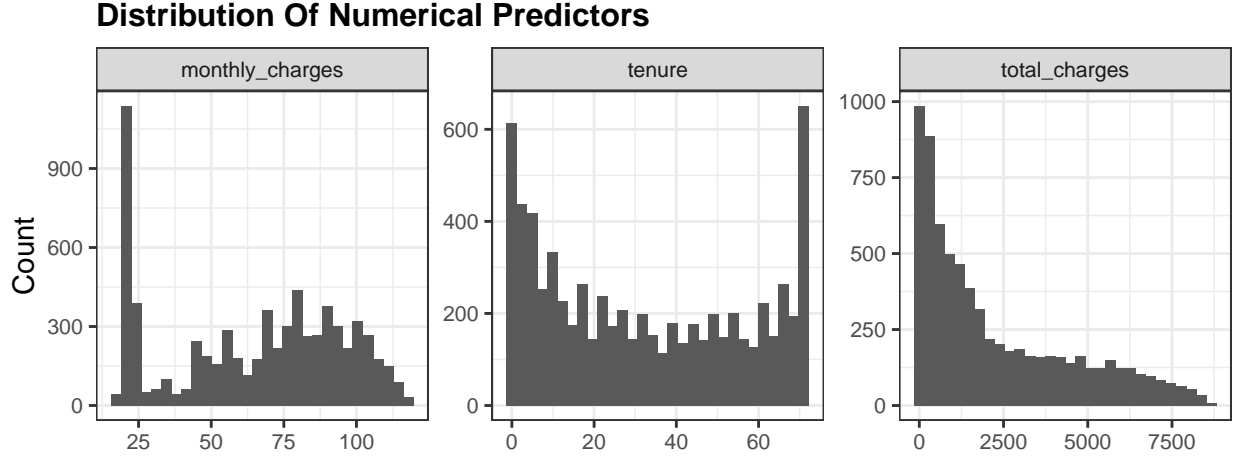 Distribution Of Numerical Predictors
monthly_charges
tenure
total_charges
Count
900
600
300
0
25 50 75 100
600
400
200
0
0 20 40 60
1000
750
500
250
0
0 2500 5000 7500